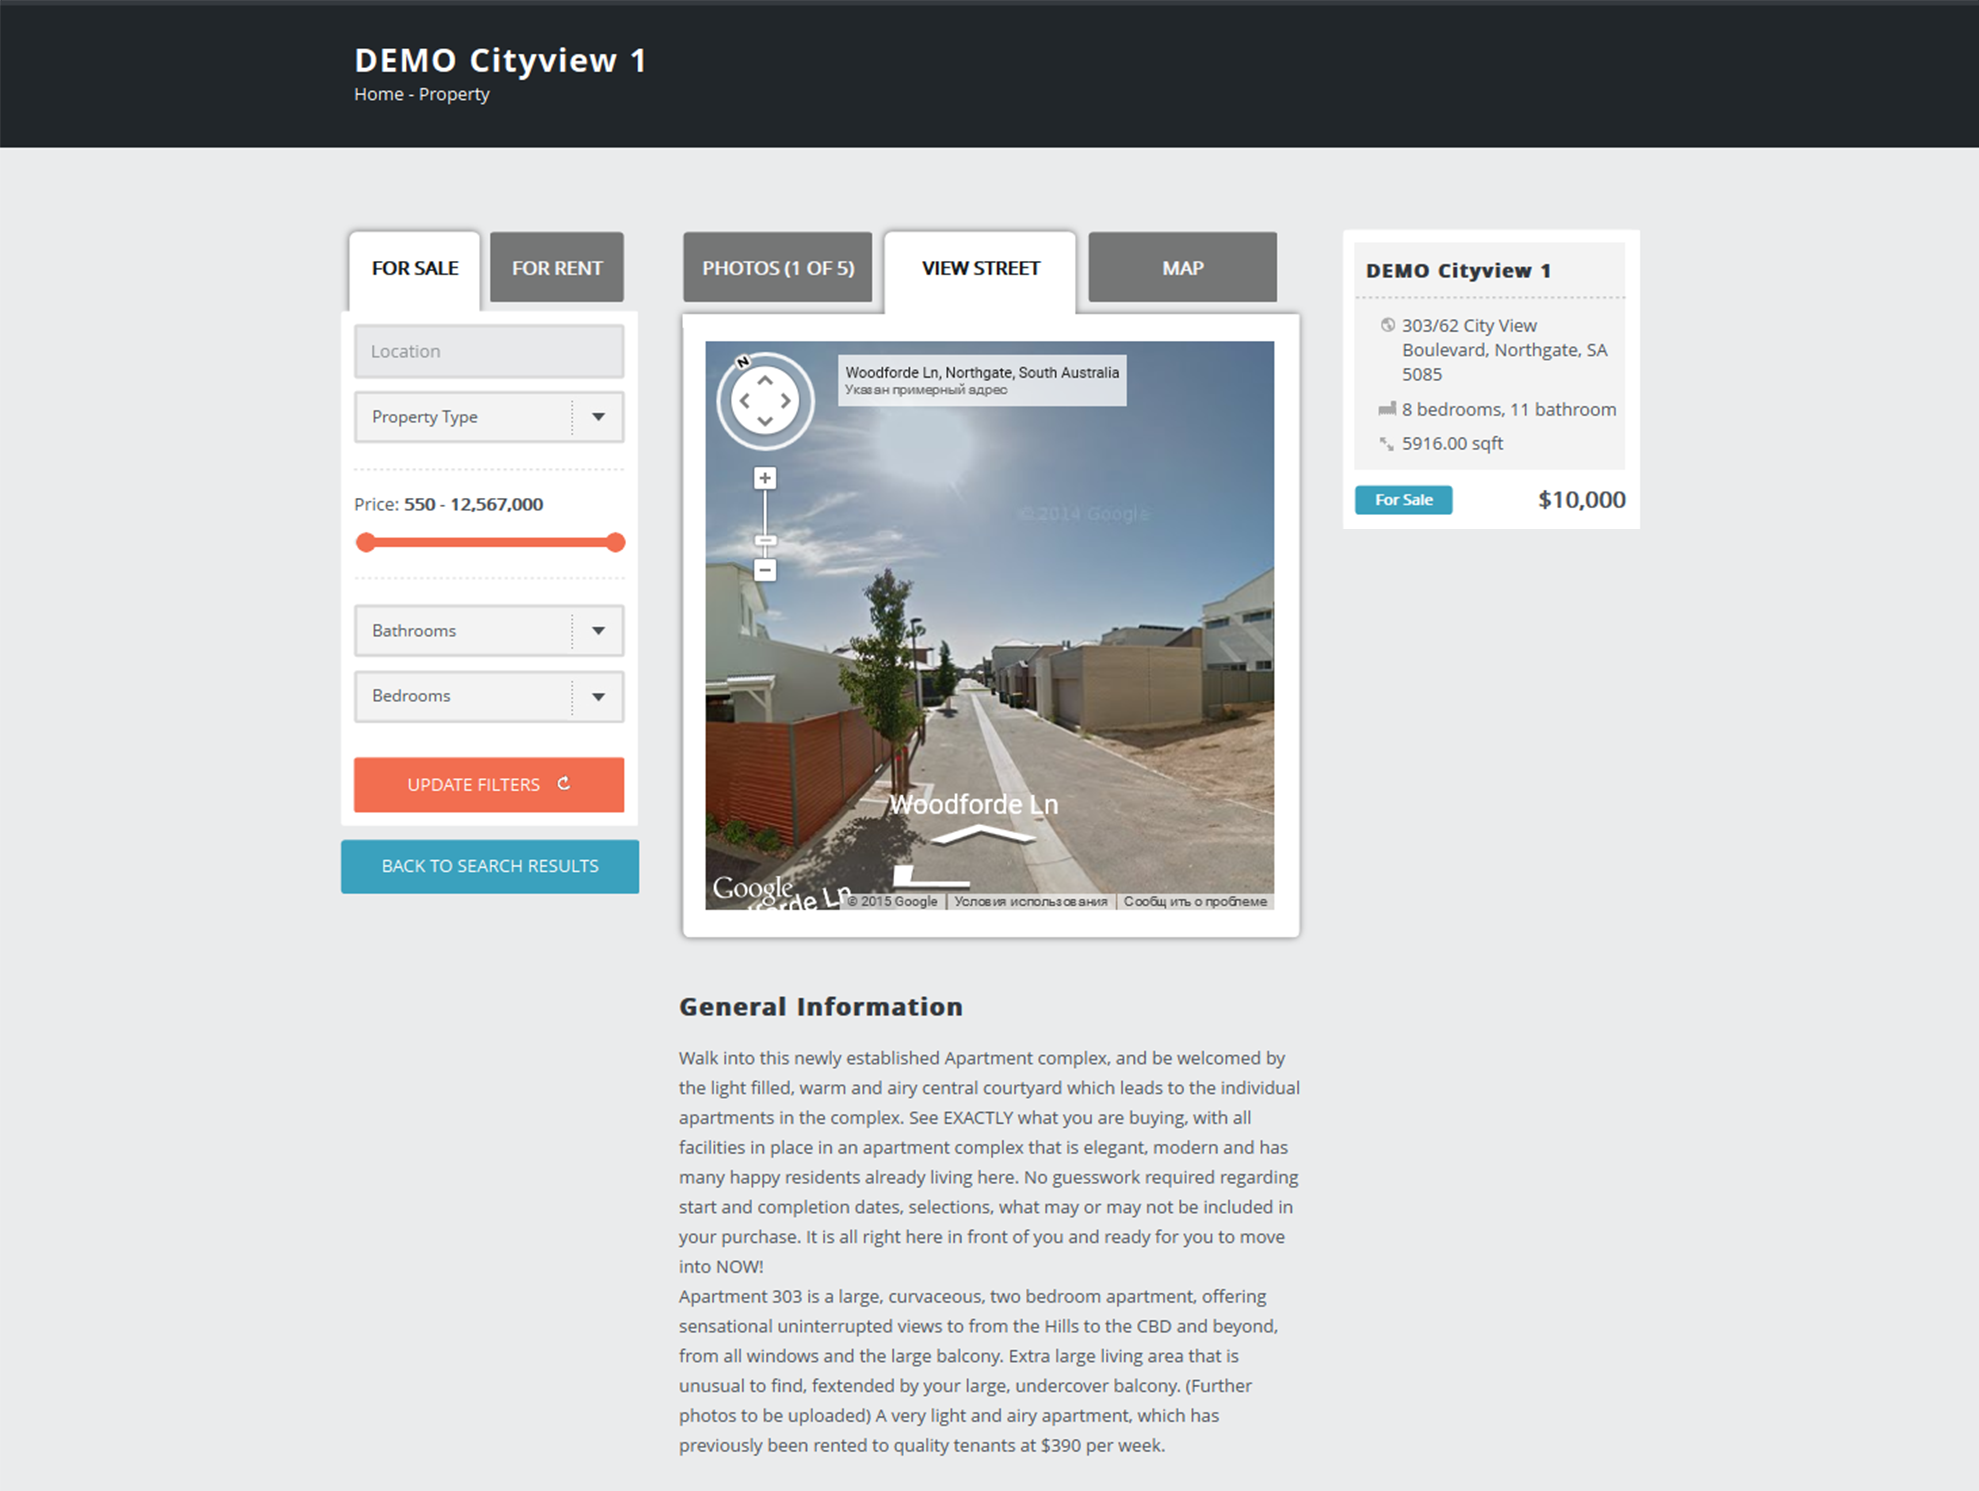 DEMO Cityview 1
Home - Property
FOR SALE
FOR RENT
Location
Property Type
Price: 550 - 12,567,000
Bathrooms
Bedrooms
UPDATE FILTERS
BACK TO SEARCH RESULTS
PHOTOS (1 OF 5)
VIEW STREET
MAP
N
Woodforde Ln, Northgate, South Australia
Указан примерный адрес
© 2014 Google
Woodforde Ln
Google
forde Ln
© 2015 Google
Условия использования
Сообщить о проблеме
DEMO Cityview 1
303/62 City View
Boulevard, Northgate, SA
5085
8 bedrooms, 11 bathroom
5916.00 sqft
For Sale
$10,000
General Information
Walk into this newly established Apartment complex, and be welcomed by
the light filled, warm and airy central courtyard which leads to the individual
apartments in the complex. See EXACTLY what you are buying, with all
facilities in place in an apartment complex that is elegant, modern and has
many happy residents already living here. No guesswork required regarding
start and completion dates, selections, what may or may not be included in
your purchase. It is all right here in front of you and ready for you to move
into NOW!
Apartment 303 is a large, curvaceous, two bedroom apartment, offering
sensational uninterrupted views to from the Hills to the CBD and beyond,
from all windows and the large balcony. Extra large living area that is
unusual to find, fextended by your large, undercover balcony. (Further
photos to be uploaded) A very light and airy apartment, which has
previously been rented to quality tenants at $390 per week.